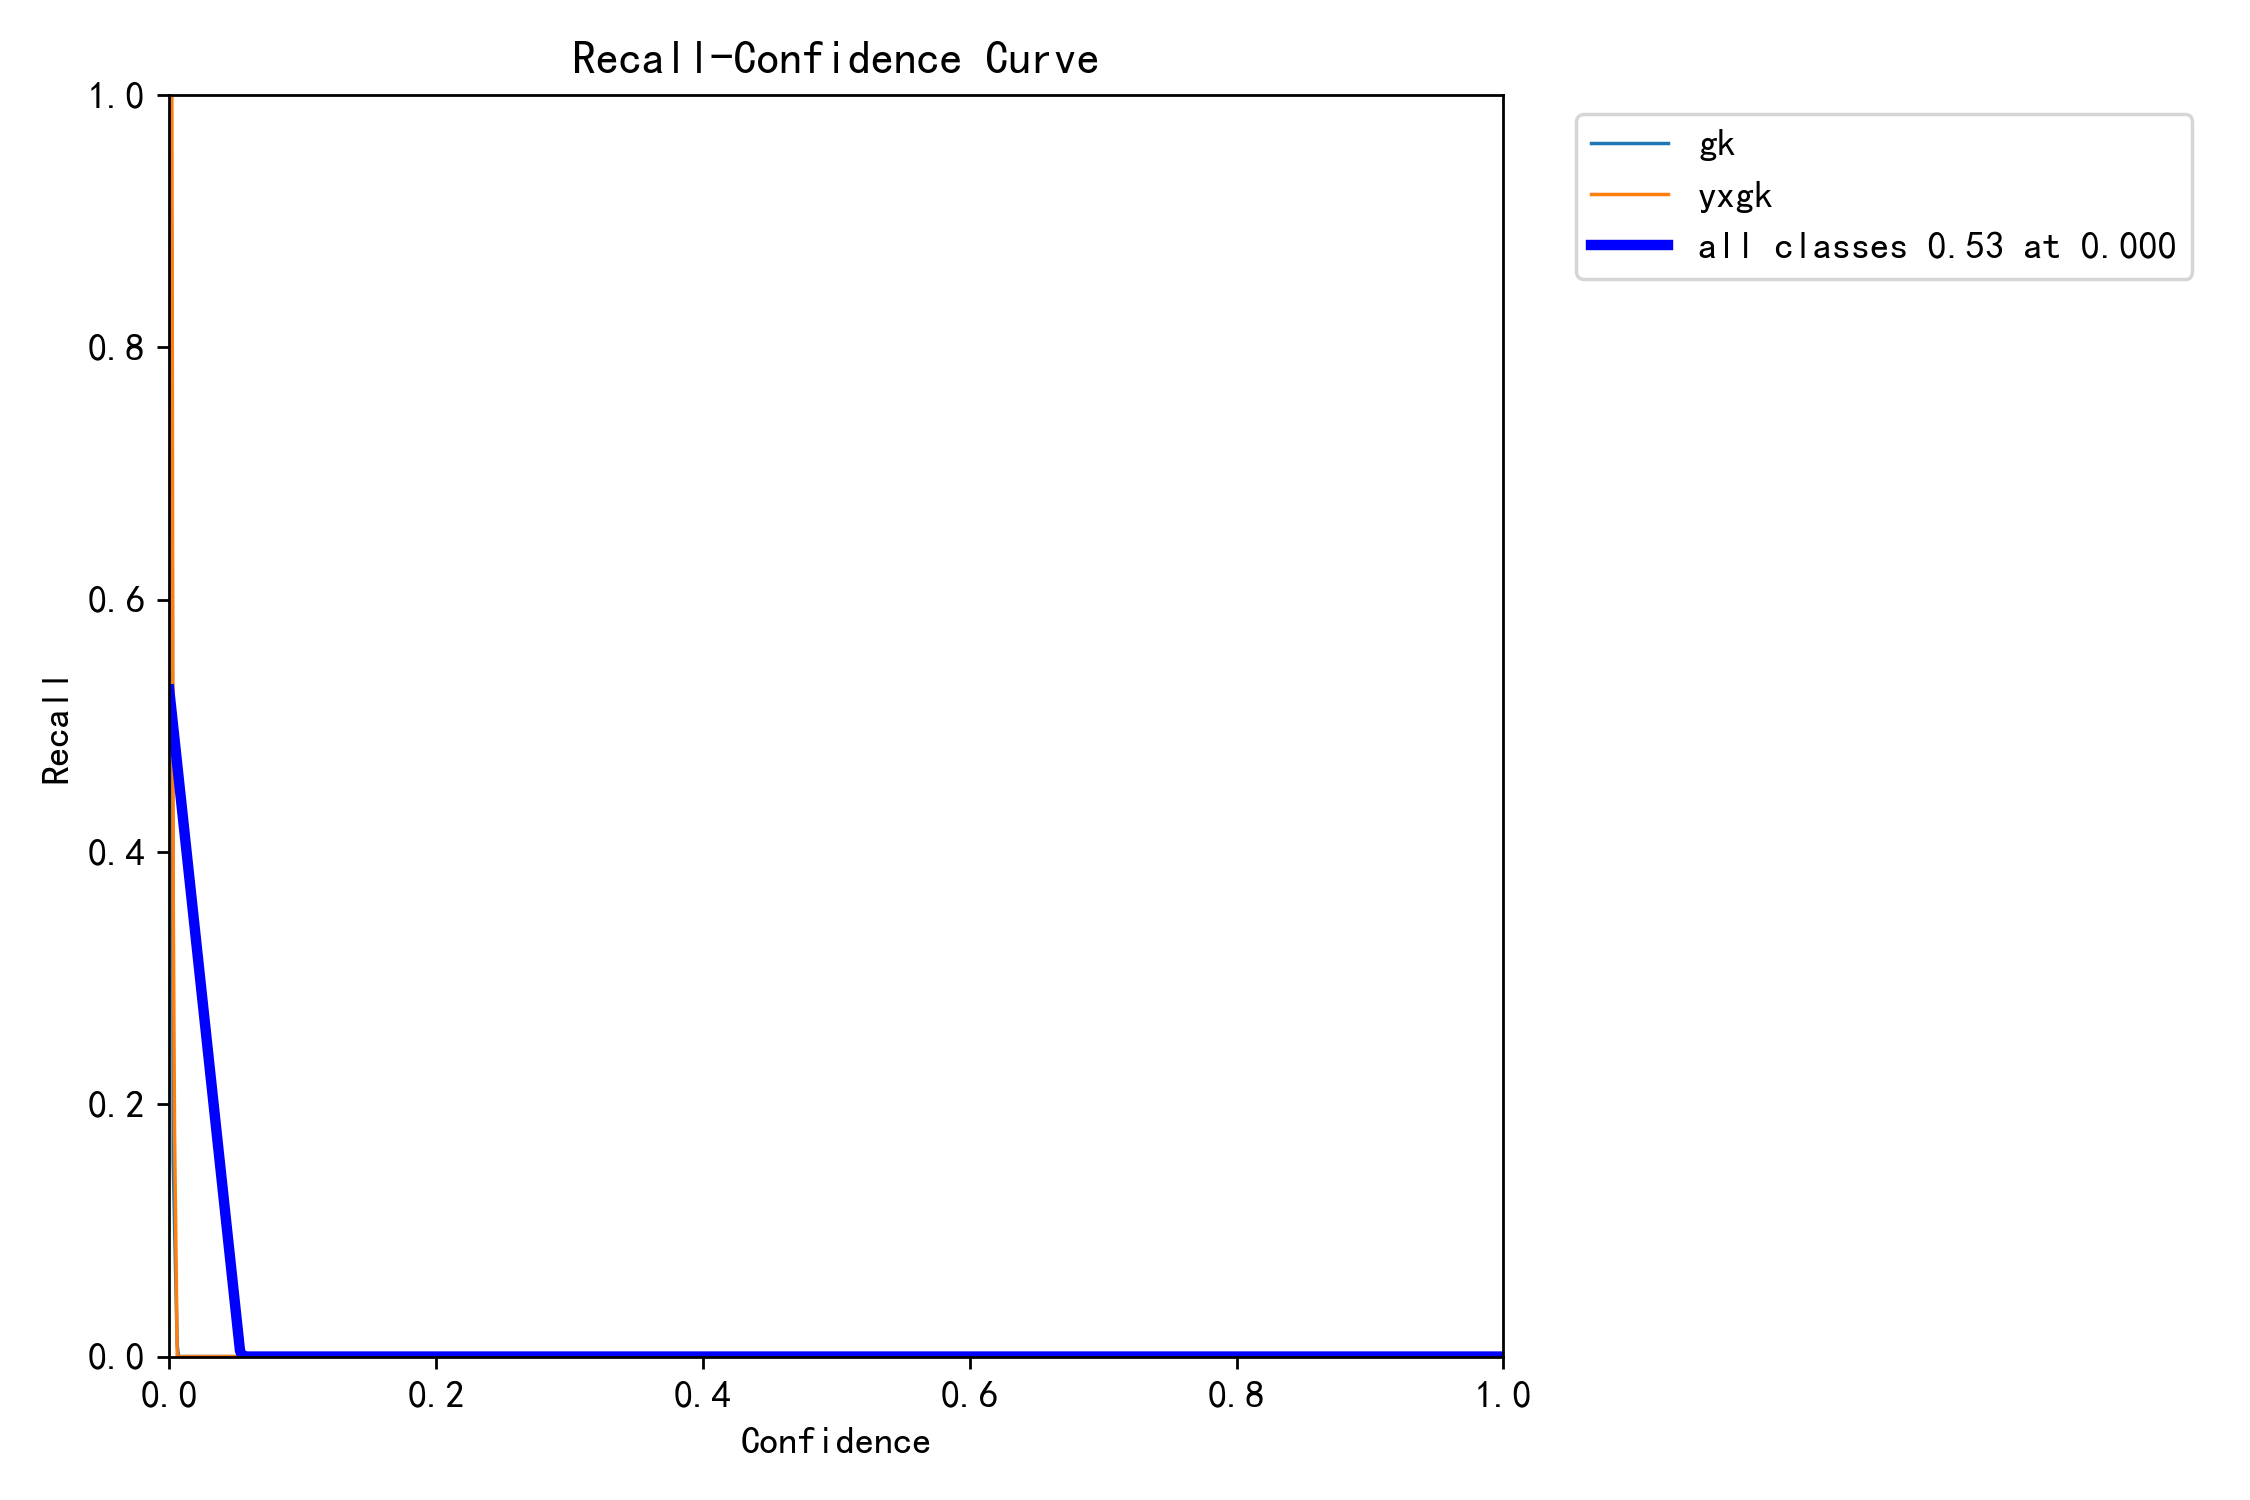 Recall-Confidence Curve
1.0
0.8
0.6
0.4
0.2
0.0
Recall
0.0 0.2 0.4 0.6 0.8 1.0
Confidence
gk
yxgk
all classes 0.53 at 0.000